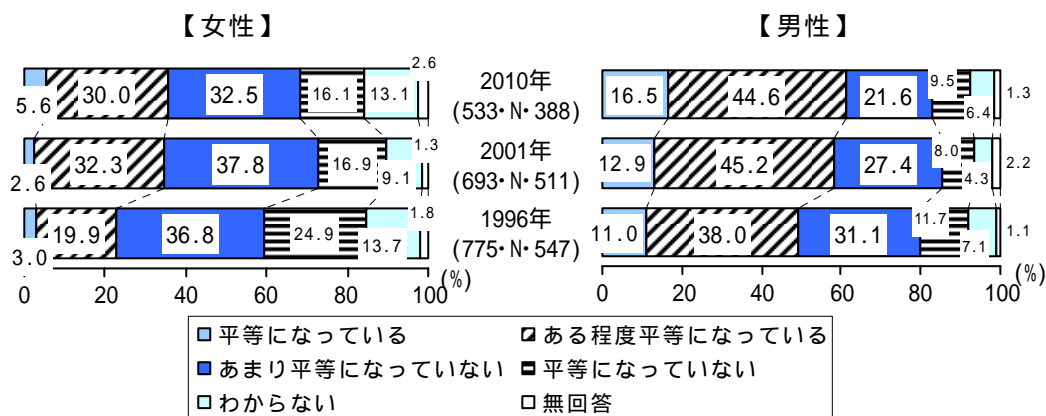 【女性】
【男性】
5.6 30.0 32.5 16.1 13.1 2.6
2010年
(533・N・388)
16.5 44.6 21.6 9.5 6.4 1.3
2.6 32.3 37.8 16.9 9.1 1.3
2001年
(693・N・511)
12.9 45.2 27.4 8.0 4.3 2.2
3.0 19.9 36.8 24.9 13.7 1.8
1996年
(775・N・547)
11.0 38.0 31.1 11.7 7.1 1.1
0 20 40 60 80 100 (%)
0 20 40 60 80 100 (%)
平等になっている
ある程度平等になっている
あまり平等になっていない
平等になっていない
わからない
無回答